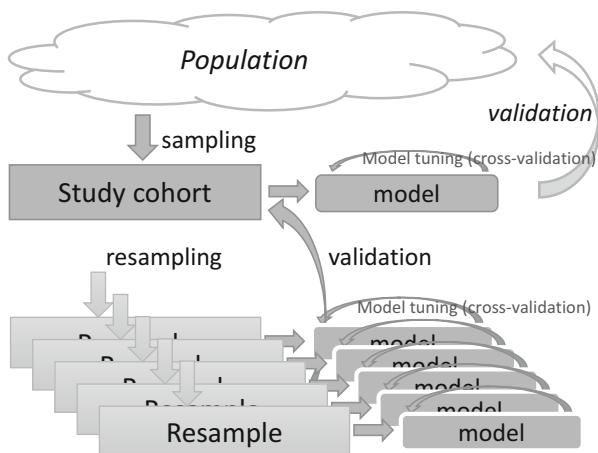 Population
validation
sampling
Model tuning (cross-validation)
Study cohort
model
resampling
validation
Model tuning (cross-validation)
model
model
model
model
Resample
Resample
model